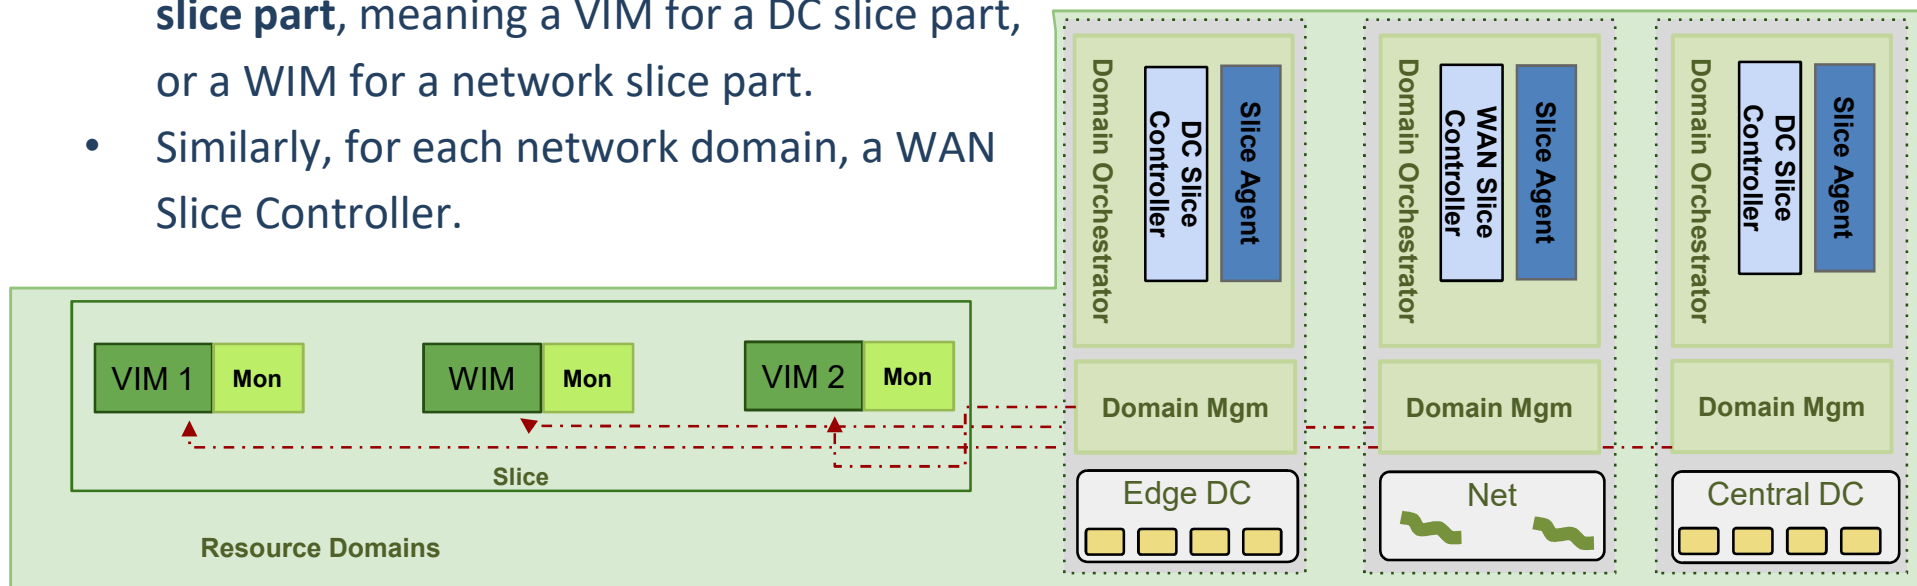 slice part, meaning a VIM for a DC slice part,
or a WIM for a network slice part.
• Similarly, for each network domain, a WAN
Slice Controller.
Domain Orchestrator
DC Slice
Controller
Slice Agent
Domain Orchestrator
WAN Slice
Controller
Slice Agent
Domain Orchestrator
DC Slice
Controller
Slice Agent
VIM 1
Mon
WIM
Mon
VIM 2
Mon
Slice
Domain Mgm
Domain Mgm
Domain Mgm
Edge DC
Net
Central DC
Resource Domains